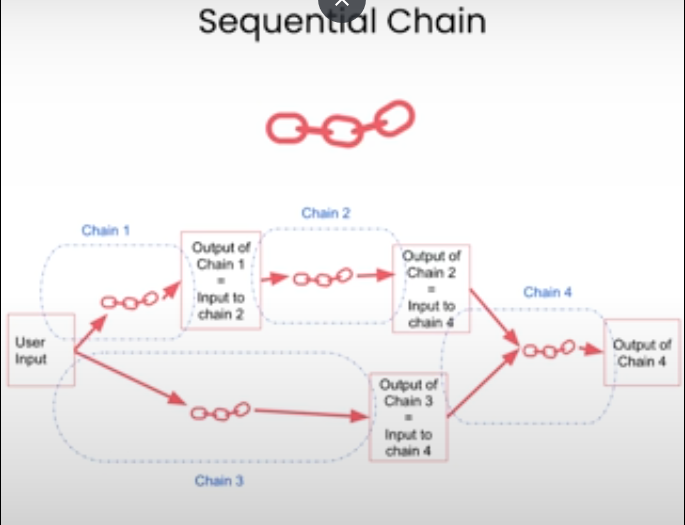 Sequential Chain
Chain 1
Chain 2
Output of
Chain 1
=
Input to
chain 2
Output of
Chain 2
=
Input to
chain 4
Chain 4
User
Input
Output of
Chain 4
Output of
Chain 3
=
Input to
chain 4
Chain 3